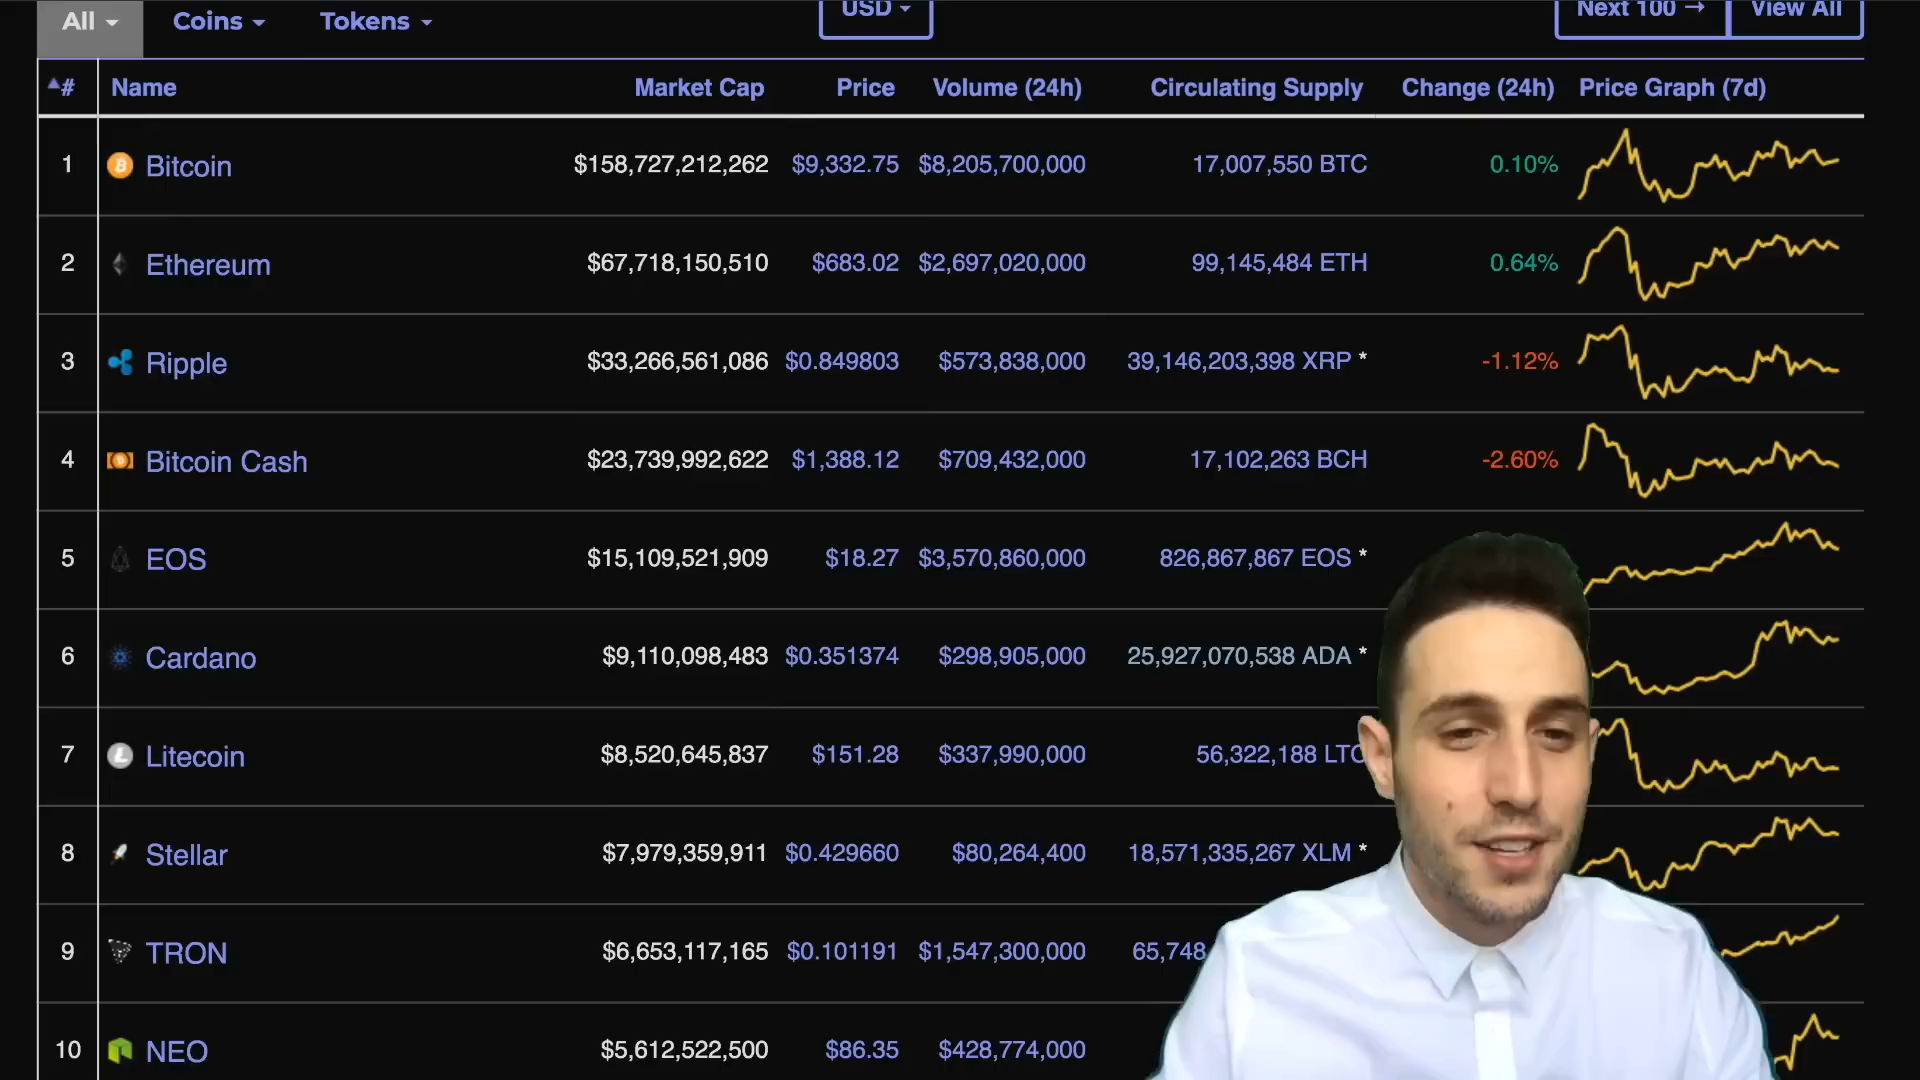 All Coins Tokens USD Next 100 → View All
# Name Market Cap Price Volume (24h) Circulating Supply Change (24h) Price Graph (7d)
1 Bitcoin $158,727,212,262 $9,332.75 $8,205,700,000 17,007,550 BTC 0.10%
2 Ethereum $67,718,150,510 $683.02 $2,697,020,000 99,145,484 ETH 0.64%
3 Ripple $33,266,561,086 $0.849803 $573,838,000 39,146,203,398 XRP * -1.12%
4 Bitcoin Cash $23,739,992,622 $1,388.12 $709,432,000 17,102,263 BCH -2.60%
5 EOS $15,109,521,909 $18.27 $3,570,860,000 826,867,867 EOS *
6 Cardano $9,110,098,483 $0.351374 $298,905,000 25,927,070,538 ADA *
7 Litecoin $8,520,645,837 $151.28 $337,990,000 56,322,188 LTC
8 Stellar $7,979,359,911 $0.429660 $80,264,400 18,571,335,267 XLM *
9 TRON $6,653,117,165 $0.101191 $1,547,300,000 65,748
10 NEO $5,612,522,500 $86.35 $428,774,000